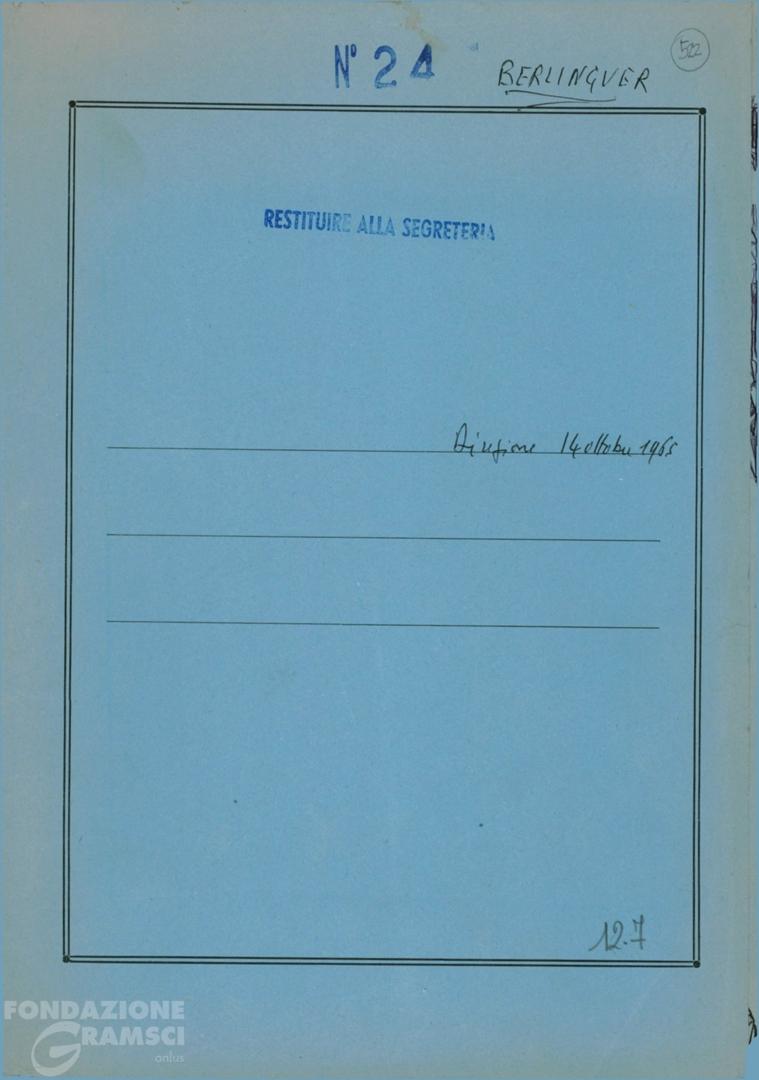 N° 24
BERLINGUER
522
RESTITUIRE ALLA SEGRETERIA
Direzione 14 ottobre 1965
12.7
FONDAZIONE
GRAMSCI
onlus